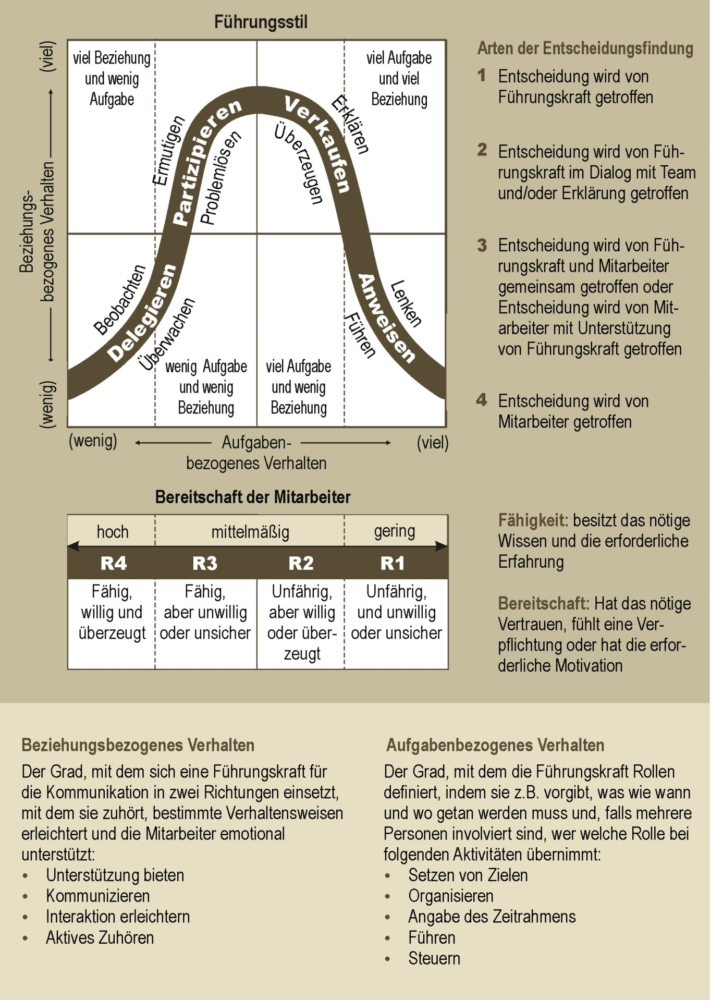 Führungsstil
(viel)
Beziehungs-
bezogenes Verhalten
(wenig)
viel Beziehung
und wenig
Aufgabe
viel Aufgabe
und viel
Beziehung
Ermutigen
Partizipieren
Problemlösen
Verkaufen
Erklären
Überzeugen
Beobachten
Delegieren
Überwachen
Anweisen
Lenken
Führen
wenig Aufgabe
und wenig
Beziehung
viel Aufgabe
und wenig
Beziehung
(wenig)
Aufgaben-
bezogenes Verhalten
(viel)
Arten der Entscheidungsfindung
1 Entscheidung wird von
Führungskraft getroffen
2 Entscheidung wird von Füh-
rungskraft im Dialog mit Team
und/oder Erklärung getroffen
3 Entscheidung wird von Füh-
rungskraft und Mitarbeiter
gemeinsam getroffen oder
Entscheidung wird von Mit-
arbeiter mit Unterstützung
von Führungskraft getroffen
4 Entscheidung wird von
Mitarbeiter getroffen
Bereitschaft der Mitarbeiter
hoch mittelmäßig gering
R4 R3 R2 R1
Fähig,
willig und
überzeugt
Fähig,
aber unwillig
oder unsicher
Unfährig,
aber willig
oder über-
zeugt
Unfährig,
und unwillig
oder unsicher
Fähigkeit: besitzt das nötige
Wissen und die erforderliche
Erfahrung
Bereitschaft: Hat das nötige
Vertrauen, fühlt eine Ver-
pflichtung oder hat die erfor-
derliche Motivation
Beziehungsbezogenes Verhalten
Der Grad, mit dem sich eine Führungskraft für
die Kommunikation in zwei Richtungen einsetzt,
mit dem sie zuhört, bestimmte Verhaltensweisen
erleichtert und die Mitarbeiter emotional
unterstützt:
• Unterstützung bieten
• Kommunizieren
• Interaktion erleichtern
• Aktives Zuhören
Aufgabenbezogenes Verhalten
Der Grad, mit dem die Führungskraft Rollen
definiert, indem sie z.B. vorgibt, was wie wann
und wo getan werden muss und, falls mehrere
Personen involviert sind, wer welche Rolle bei
folgenden Aktivitäten übernimmt:
• Setzen von Zielen
• Organisieren
• Angabe des Zeitrahmens
• Führen
• Steuern